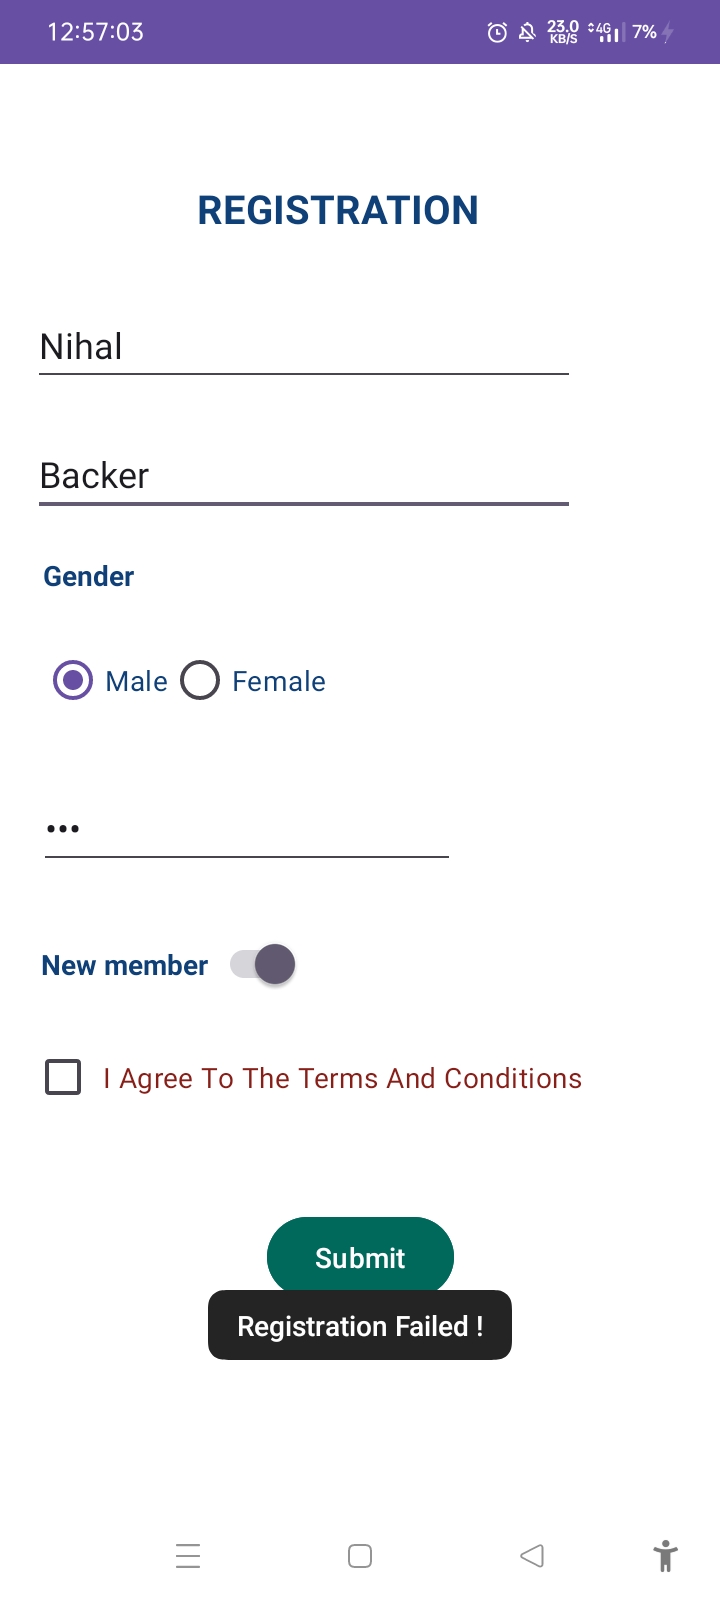 12:57:03 23.0 KB/S 4G 7%
REGISTRATION
Nihal
Backer
Gender
Male Female
•••
New member
I Agree To The Terms And Conditions
Submit
Registration Failed !